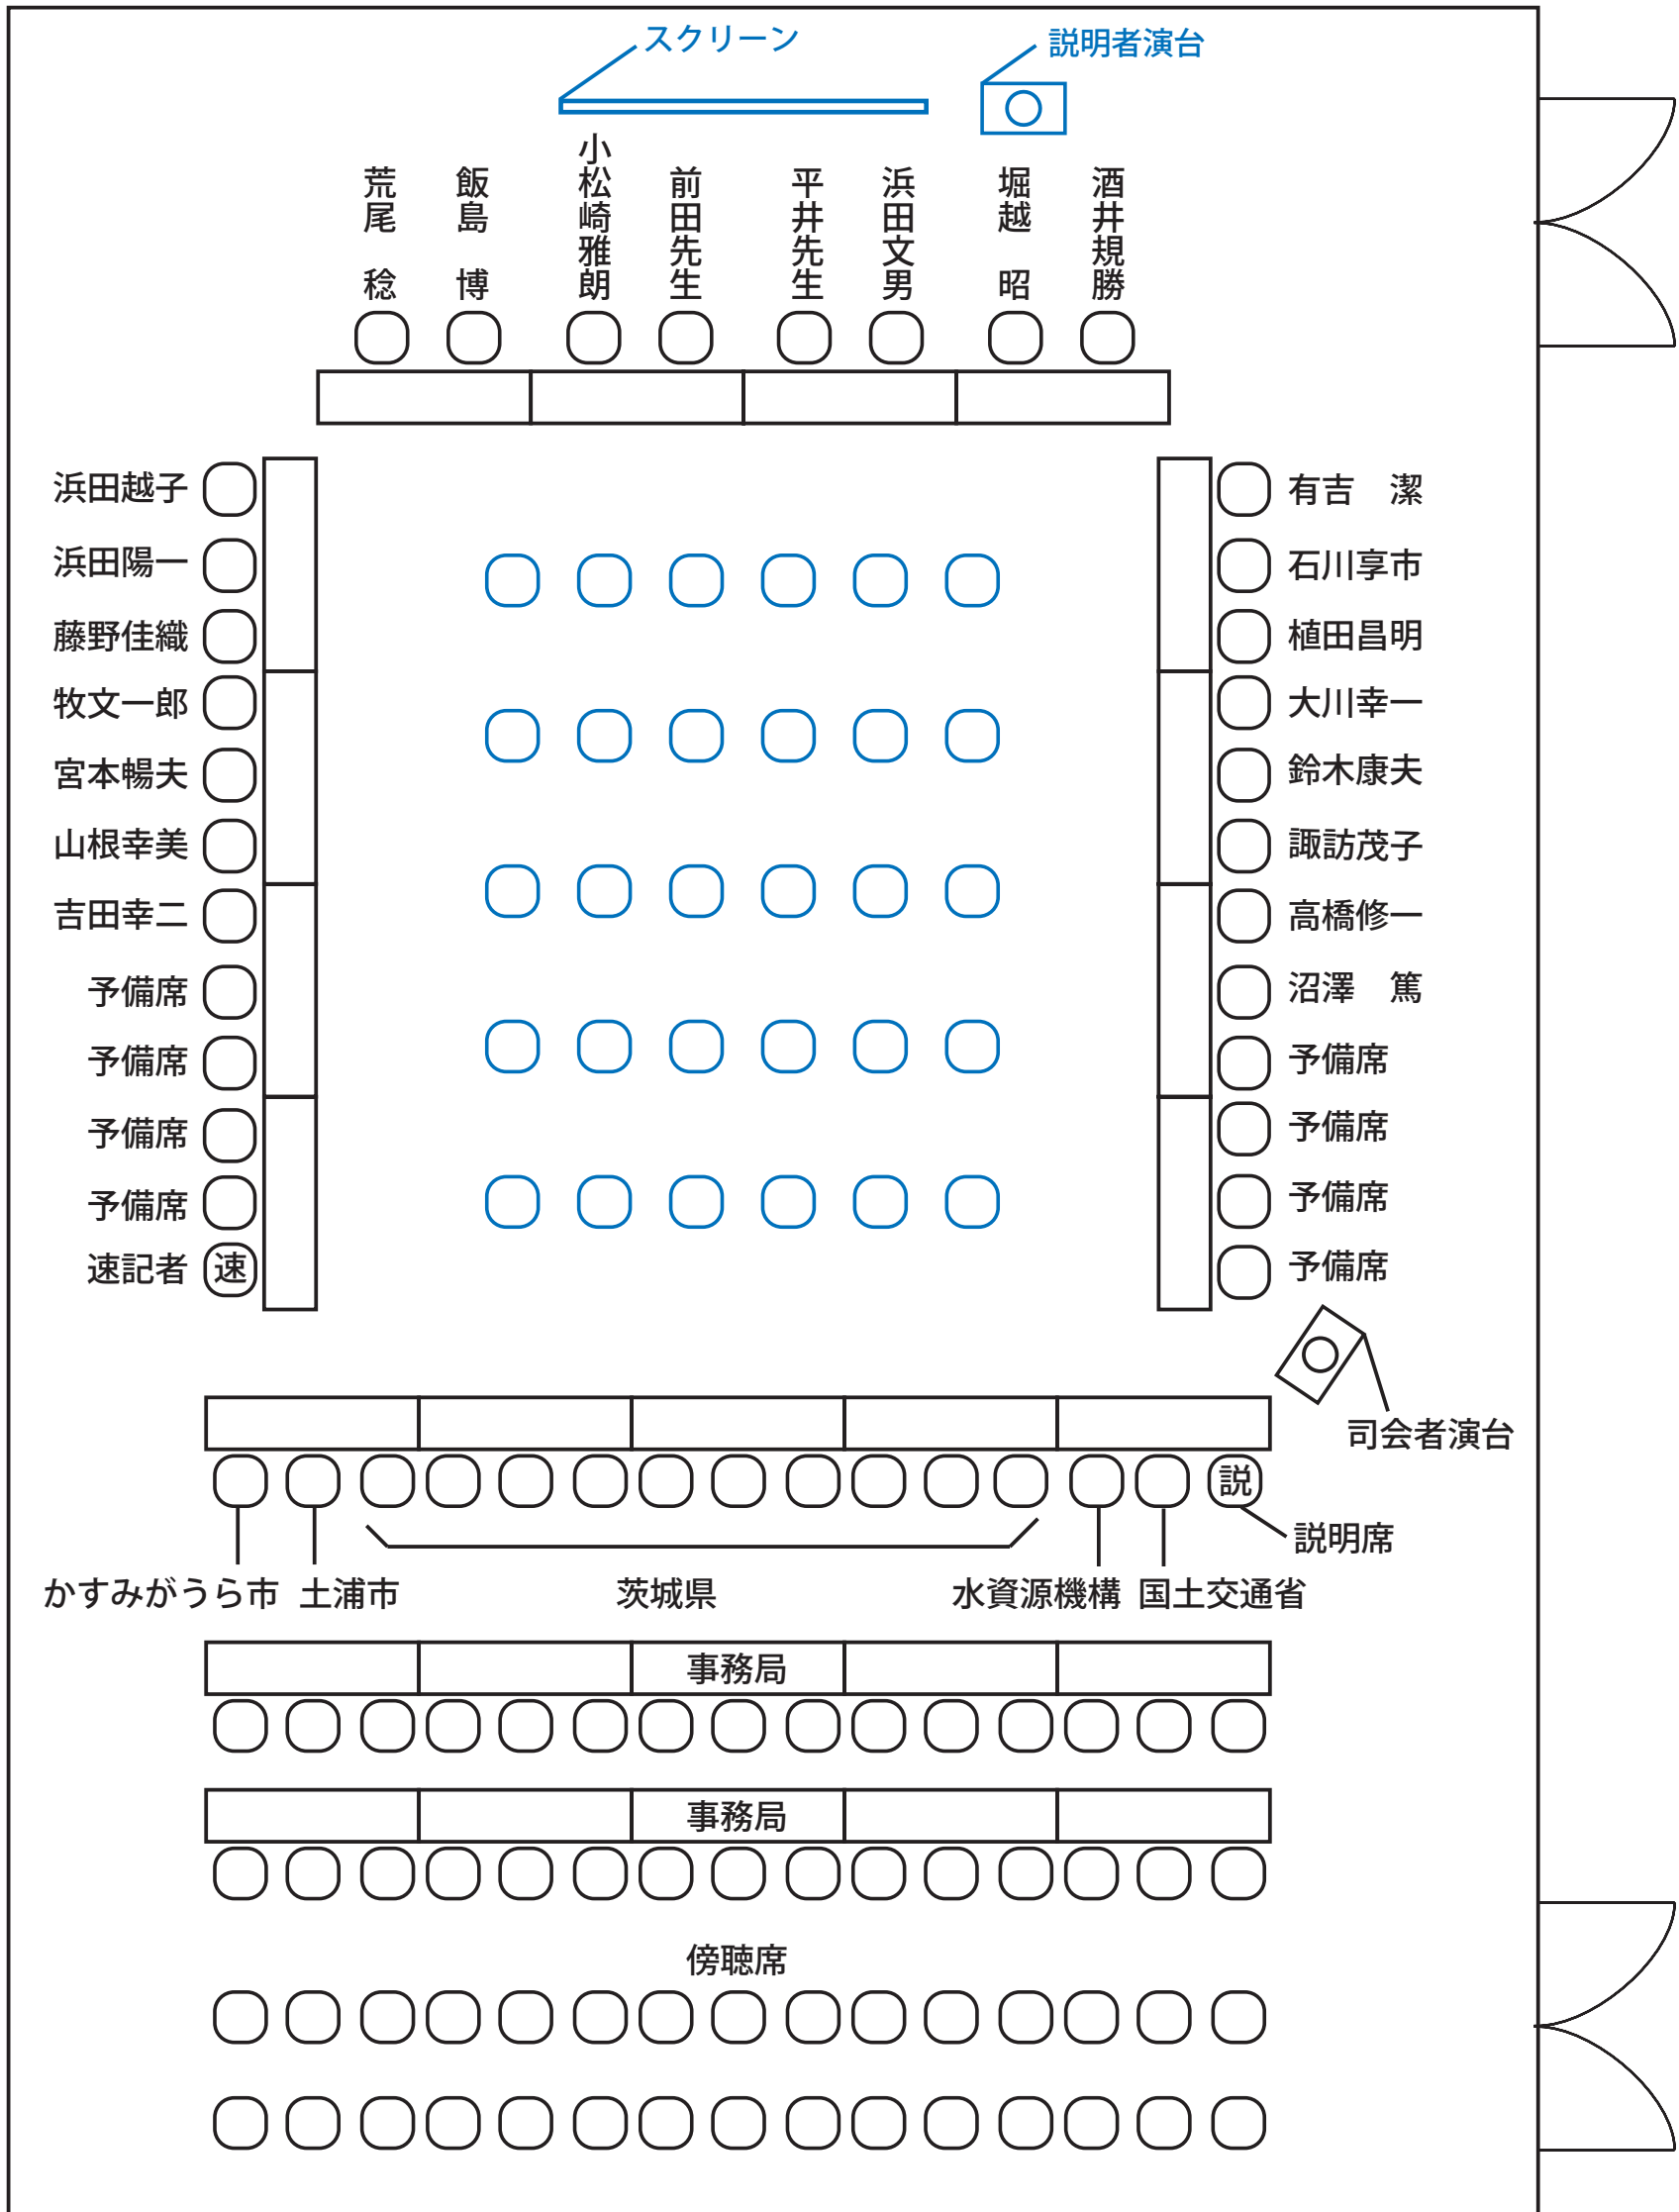 スクリーン
説明者演台
荒尾　稔
飯島　博
小松崎雅朗
前田先生
平井先生
浜田文男
堀越　昭
酒井規勝
浜田越子
浜田陽一
藤野佳織
牧文一郎
宮本暢夫
山根幸美
吉田幸二
予備席
予備席
予備席
予備席
速記者
速
有吉　潔
石川享市
植田昌明
大川幸一
鈴木康夫
諏訪茂子
高橋修一
沼澤　篤
予備席
予備席
予備席
予備席
司会者演台
説
説明席
かすみがうら市
土浦市
茨城県
水資源機構
国土交通省
事務局
事務局
傍聴席